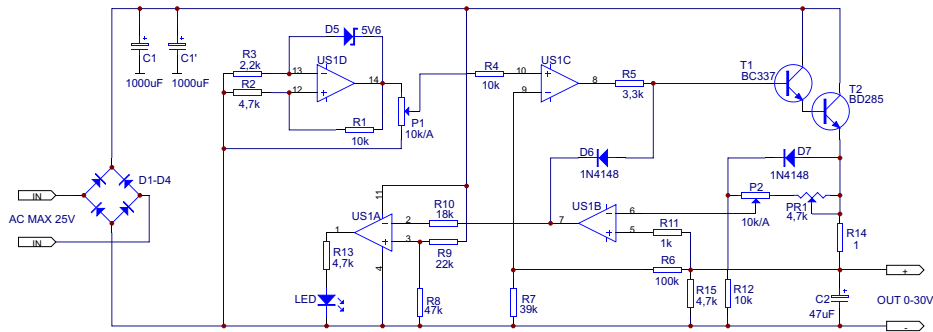 D5 5V6
C1
1000uF
C1'
1000uF
R3
2,2k
R2
4,7k
13
12
US1D
14
R1
10k
P1
10k/A
R4
10k
10
9
US1C
8
R5
3,3k
T1
BC337
T2
BD285
D6
1N4148
D7
1N4148
P2
10k/A
PR1
4,7k
D1-D4
IN
AC MAX 25V
IN
11
US1A
1
2
3
4
R10
18k
R9
22k
US1B
7
6
5
R11
1k
R6
100k
R14
1
R13
4,7k
LED
R8
47k
R7
39k
R15
4,7k
R12
10k
C2
47uF
+
OUT 0-30V
-